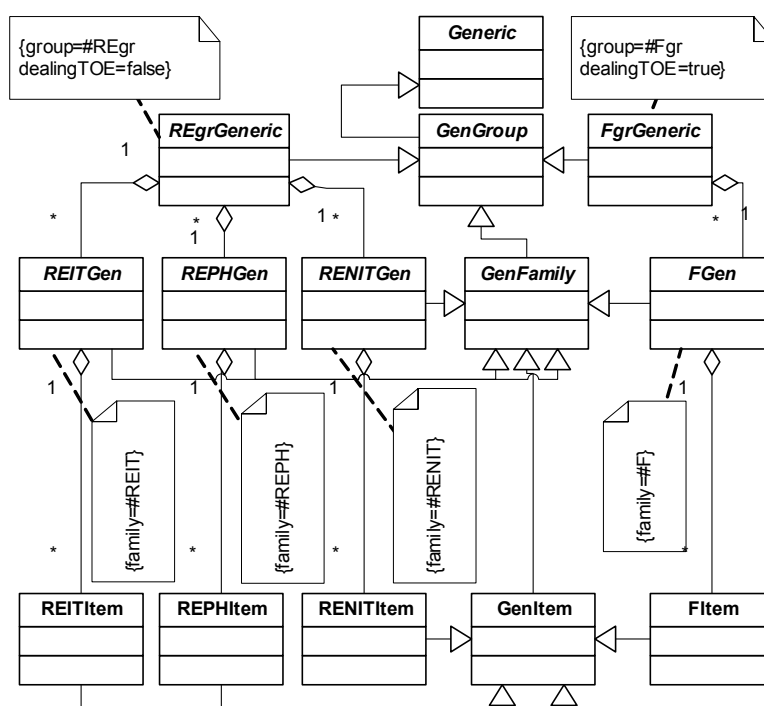 {group=#REgr
dealingTOE=false}
Generic
{group=#Fgr
dealingTOE=true}
REgrGeneric
GenGroup
FgrGeneric
1
*
*
1
1
*
*
1
REITGen
REPHGen
RENITGen
GenFamily
FGen
1
1
1
1
{family=#REIT}
{family=#REPH}
{family=#RENIT}
{family=#F}
*
*
*
*
REITItem
REPHItem
RENITItem
GenItem
FItem